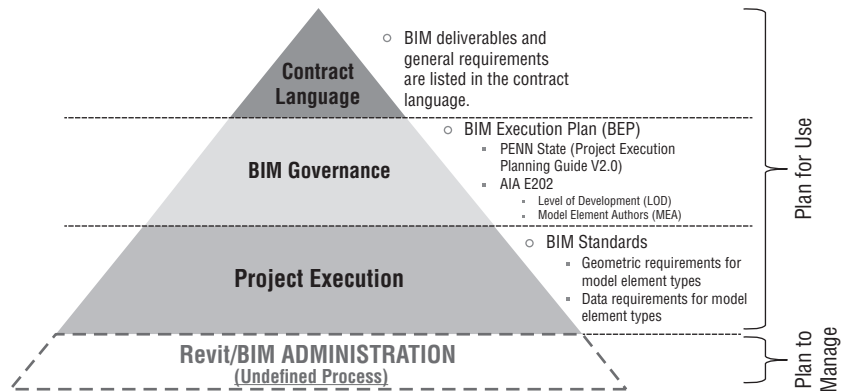 Contract
Language
○ BIM deliverables and
general requirements
are listed in the contract
language.
BIM Governance
○ BIM Execution Plan (BEP)
▪ PENN State (Project Execution
Planning Guide V2.0)
▪ AIA E202
▪ Level of Development (LOD)
▪ Model Element Authors (MEA)
Project Execution
○ BIM Standards
▪ Geometric requirements for
model element types
▪ Data requirements for model
element types
Revit/BIM ADMINISTRATION
(Undefined Process)
Plan for Use
Plan to
Manage